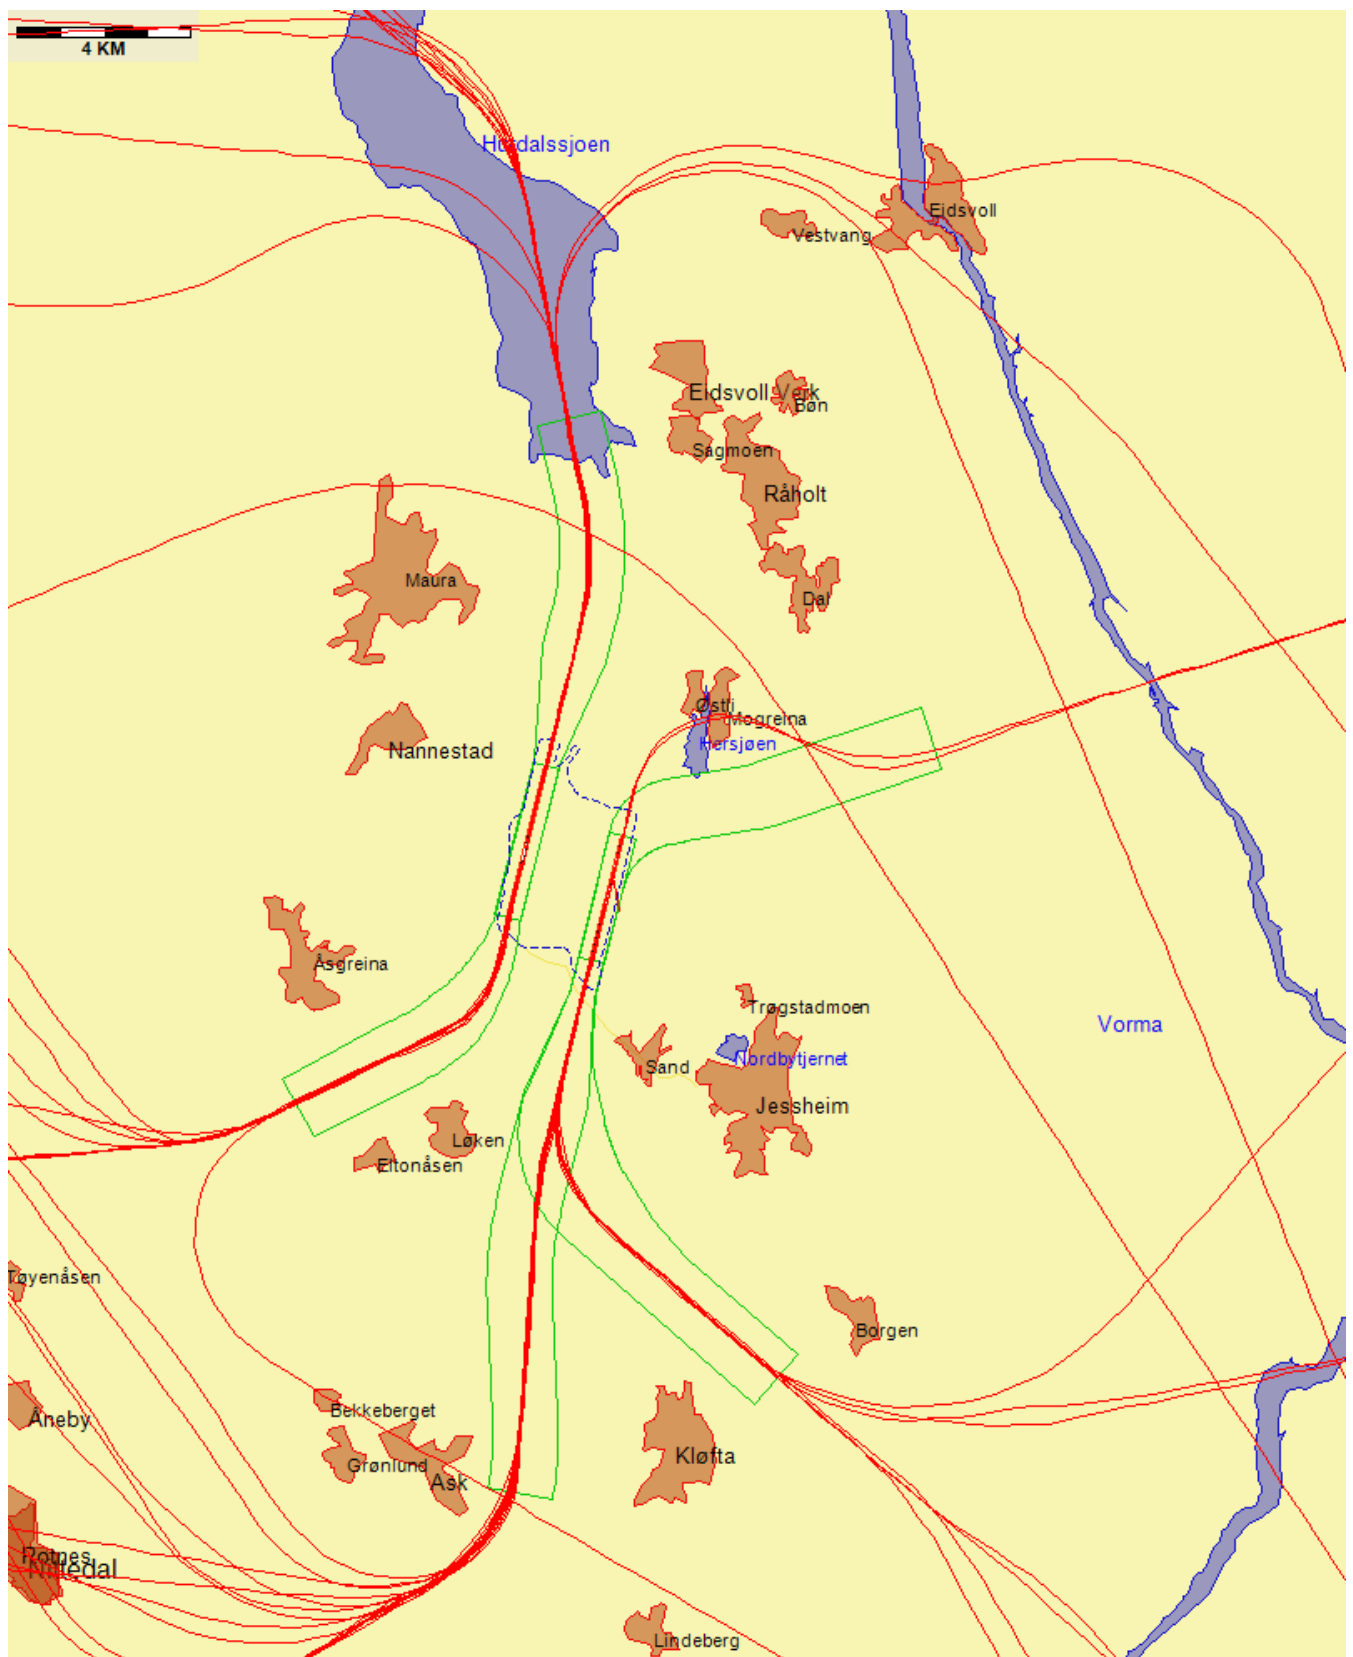 4 KM
Hurdalssjoen
Eidsvoll
Vestvang
Eidsvoll Verk
Bøn
Sagmoen
Råholt
Maura
Dal
Østli
Mogreina
Hersjøen
Nannestad
Åsgreina
Trøgstadmoen
Vorma
Nordbytjernet
Sand
Jessheim
Løken
Eltonåsen
Tøyenåsen
Borgen
Bekkeberget
Åneby
Kløfta
Grønlund
Ask
Rotnes
Nittedal
Lindeberg